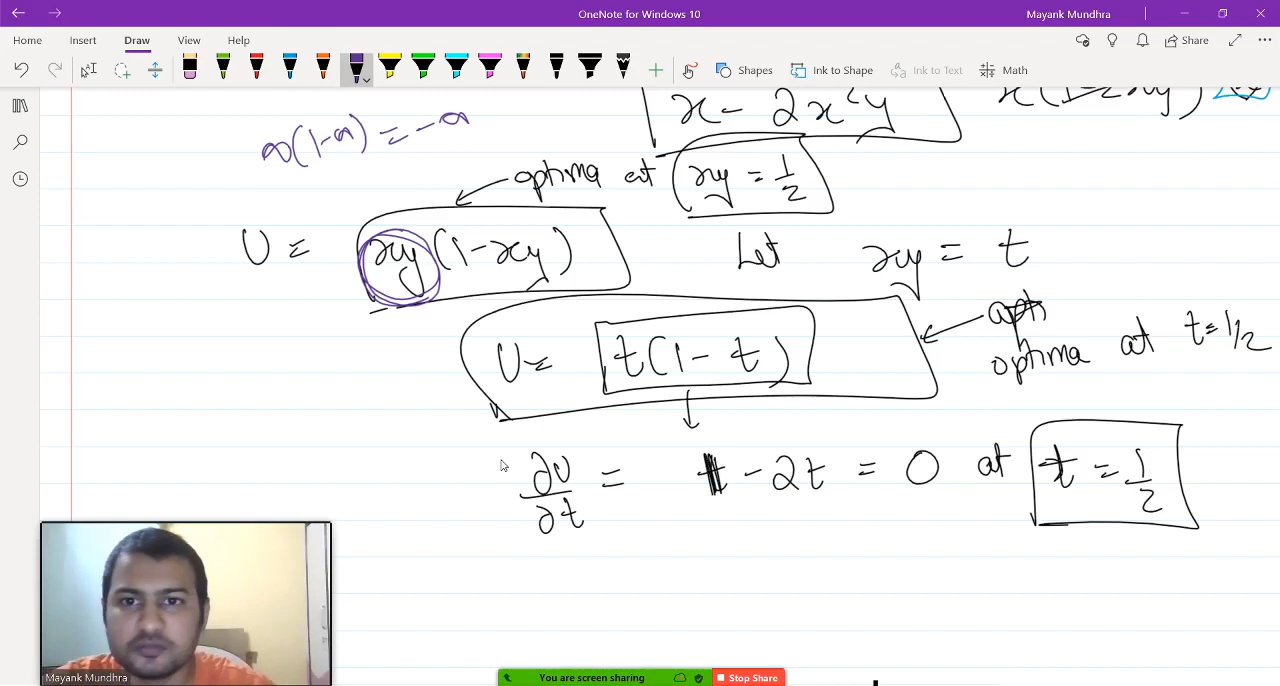 OneNote for Windows 10
Mayank Mundhra
Home Insert Draw View Help
Share
Shapes Ink to Shape Ink to Text Math
x - 2x²y
∞(1-∞) = -∞
optima at xy = 1/2
U = xy(1-xy) Let xy = t
U = t(1 - t)
optima at t = 1/2
∂U/∂t = 1 - 2t = 0 at t = 1/2
Mayank Mundhra
You are screen sharing Stop Share